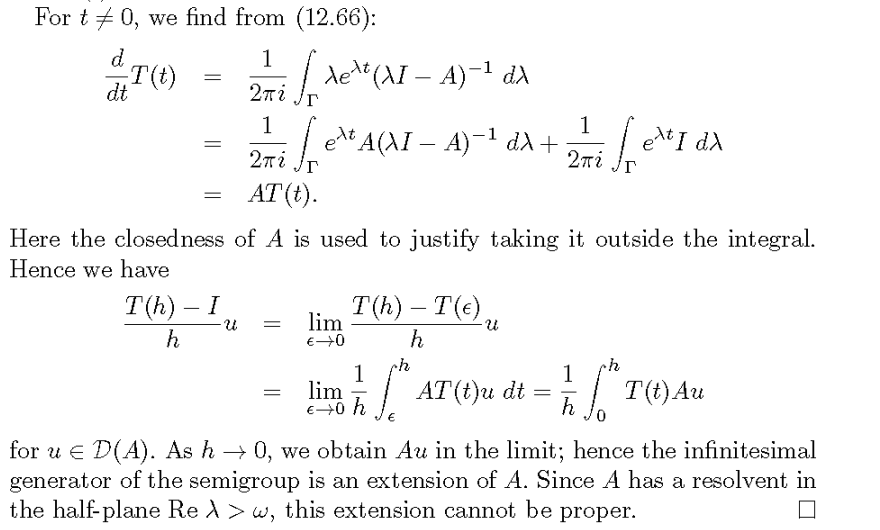 For t ≠ 0, we find from (12.66):
d/dt T(t) = 1/2πi ∫_Γ λe^{λt}(λI − A)^{−1} dλ
= 1/2πi ∫_Γ e^{λt}A(λI − A)^{−1} dλ + 1/2πi ∫_Γ e^{λt}I dλ
= AT(t).
Here the closedness of A is used to justify taking it outside the integral.
Hence we have
T(h) − I/h u = lim_{ϵ→0} T(h) − T(ϵ)/h u
= lim_{ϵ→0} 1/h ∫_ϵ^h AT(t)u dt = 1/h ∫_0^h T(t)Au
for u ∈ 𝒟(A). As h → 0, we obtain Au in the limit; hence the infinitesimal
generator of the semigroup is an extension of A. Since A has a resolvent in
the half-plane Re λ > ω, this extension cannot be proper. □